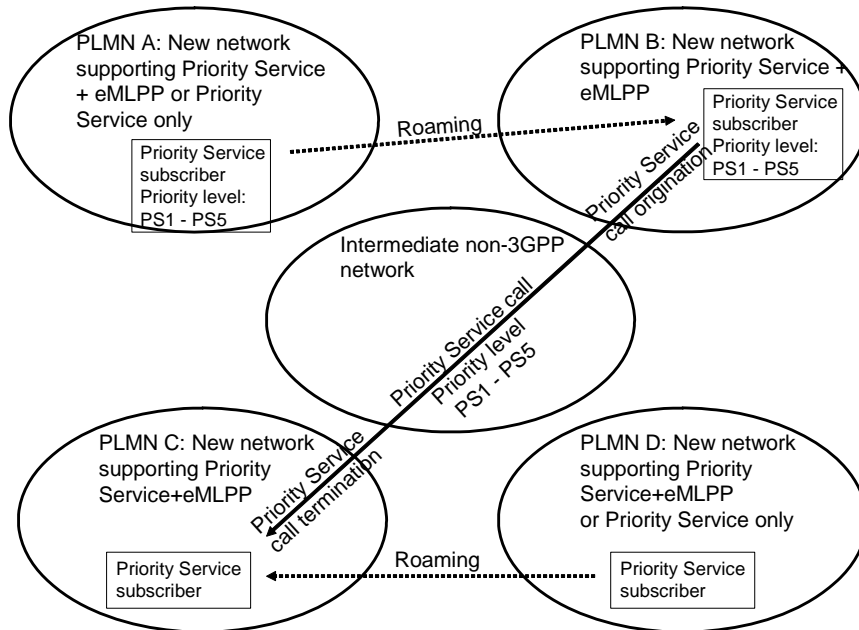 PLMN A: New network
supporting Priority Service
+ eMLPP or Priority
Service only
Priority Service
subscriber
Priority level:
PS1 - PS5
Roaming
PLMN B: New network
supporting Priority Service +
eMLPP
Priority Service
subscriber
Priority level:
PS1 - PS5
Priority Service
call origination
Intermediate non-3GPP
network
Priority Service call
Priority level
PS1 - PS5
Priority Service
call termination
PLMN C: New network
supporting Priority
Service+eMLPP
Priority Service
subscriber
Roaming
PLMN D: New network
supporting Priority
Service+eMLPP
or Priority Service only
Priority Service
subscriber